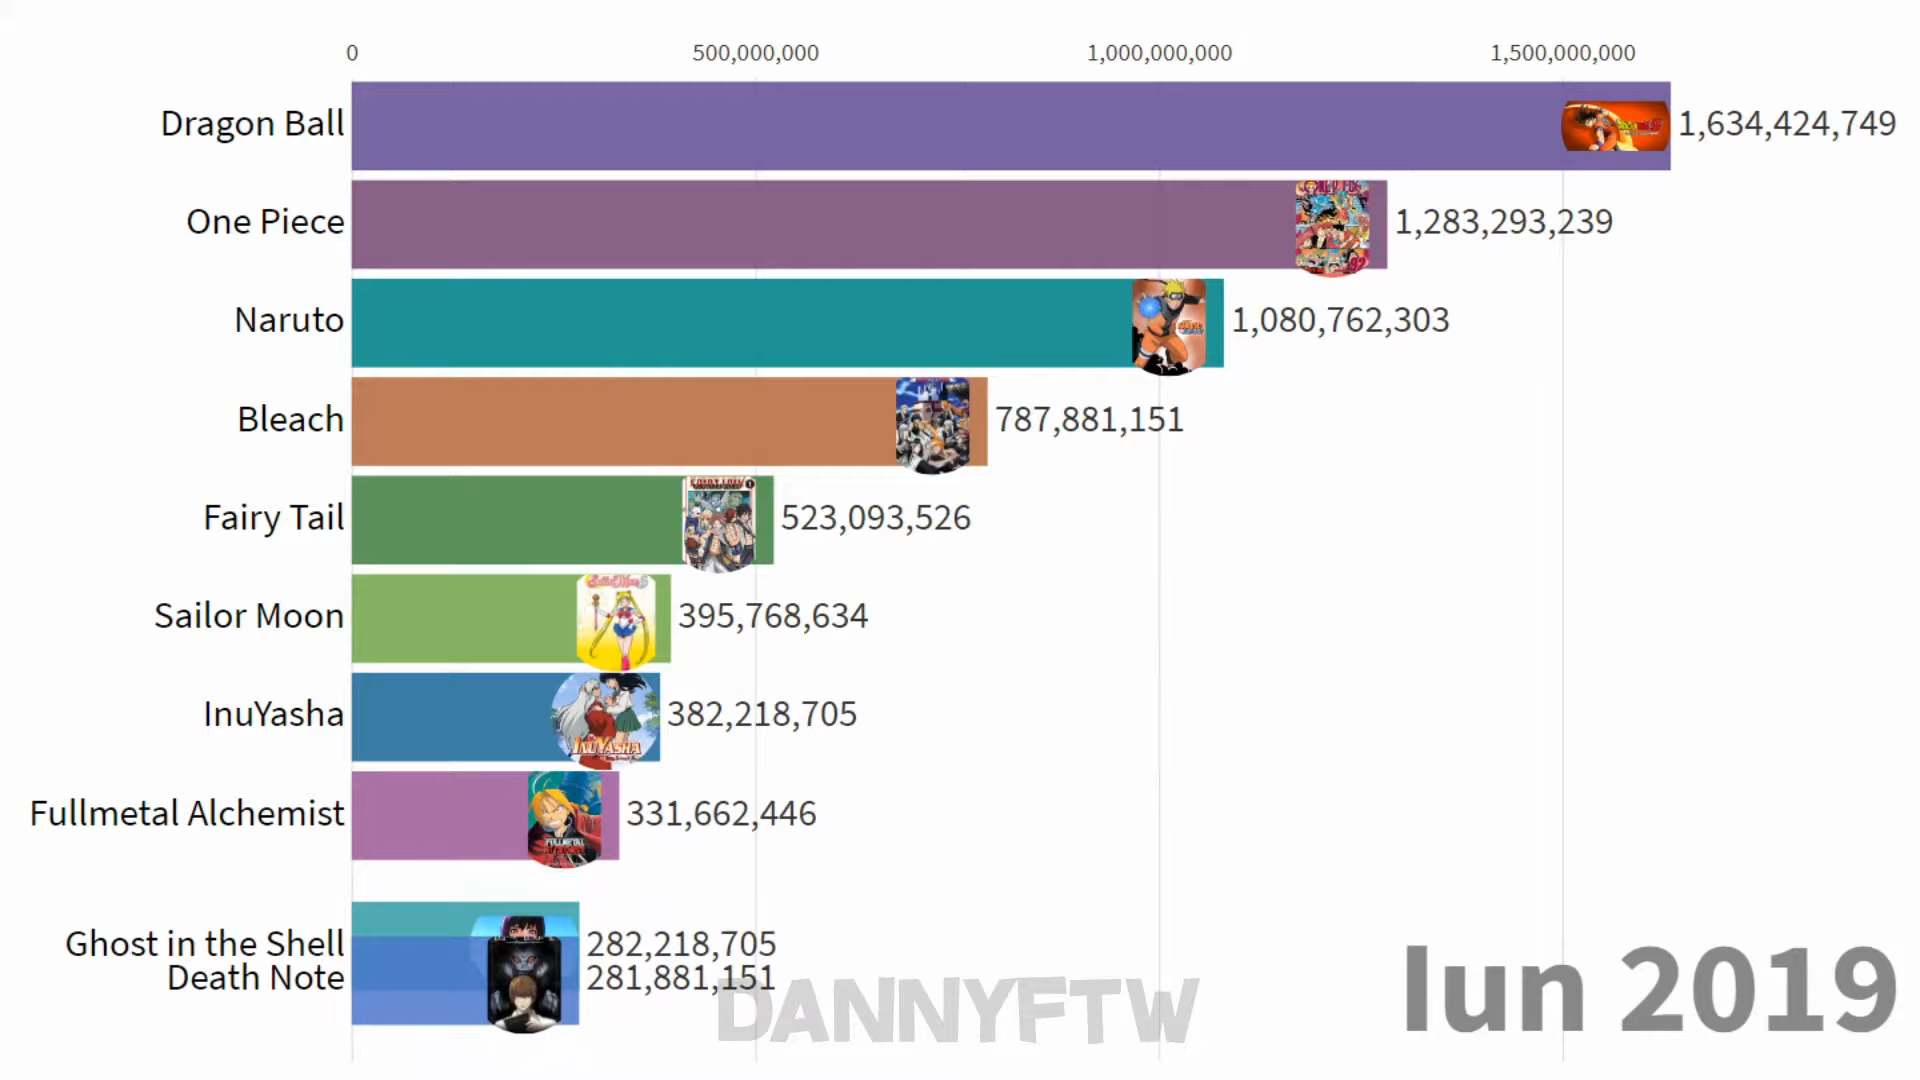 0 500,000,000 1,000,000,000 1,500,000,000
Dragon Ball 1,634,424,749
One Piece 1,283,293,239
Naruto 1,080,762,303
Bleach 787,881,151
Fairy Tail 523,093,526
Sailor Moon 395,768,634
InuYasha 382,218,705
INUYASHA
Fullmetal Alchemist 331,662,446
FULLMETAL
Ghost in the Shell 282,218,705
Death Note 281,881,151
DANNYFTW
Iun 2019